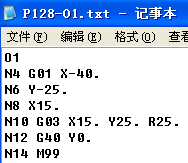 P128-O1.txt - 记事本
文件(F) 编辑(E) 格式(O) 查看
O1
N4 G01 X-40.
N6 Y-25.
N8 X15.
N10 G03 X15. Y25. R25.
N12 G40 Y0.
N14 M99